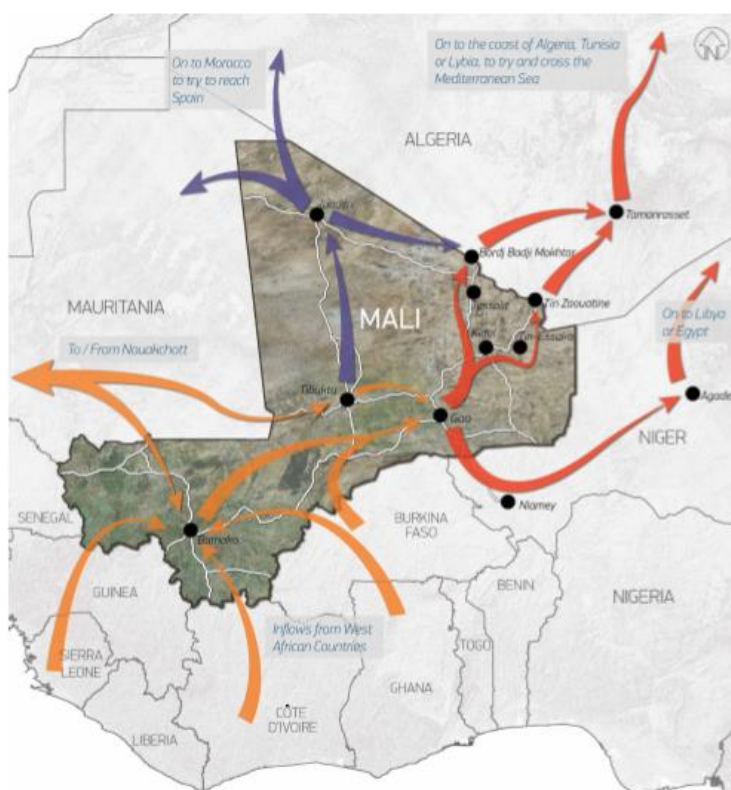 On to Morocco
to try to reach
Spain
On to the coast of Algeria, Tunisia
or Lybia, to try and cross the
Mediterranean Sea
N
ALGERIA
Tamanrasset
Bordj Badji Mokhtar
Tin Zaouatine
MAURITANIA
MALI
On to Libya
or Egypt
To / From Nouakchott
Gao
Agade
NIGER
Niamey
SENEGAL
BURKINA
FASO
Bamako
BENIN
GUINEA
NIGERIA
Inflows from West
African Countries
SIERRA
LEONE
TOGO
GHANA
CÔTE
D'IVOIRE
LIBERIA